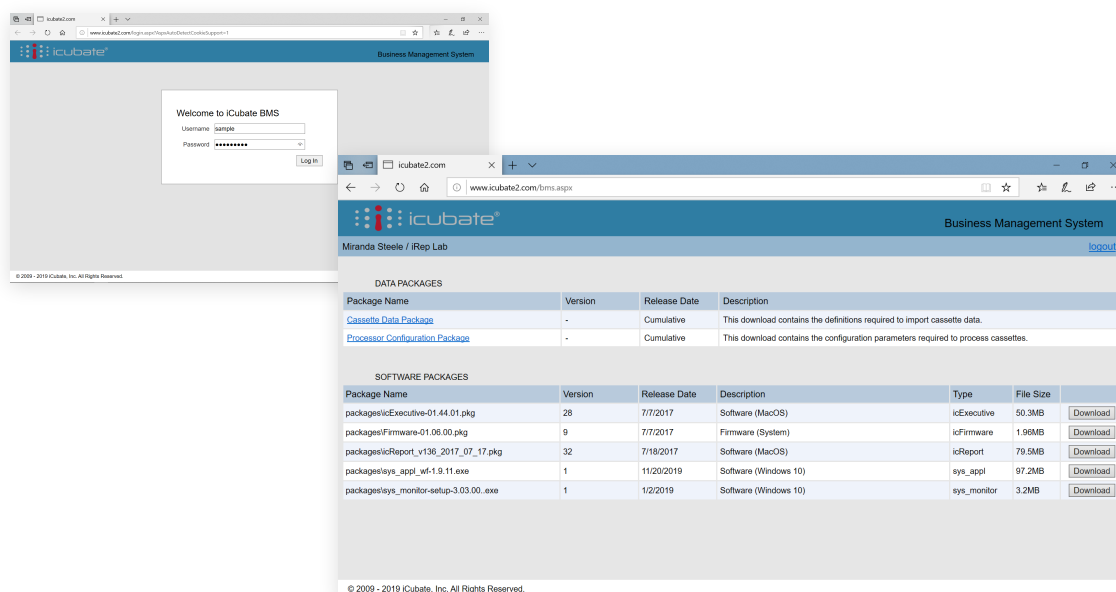 icubate2.com
www.icubate2.com/login.aspx?AspxAutoDetectCookieSupport=1
icubate®
Business Management System
Welcome to iCubate BMS
Username sample
Password •••••••••
Log In
© 2009 - 2019 iCubate, Inc. All Rights Reserved.
icubate2.com
www.icubate2.com/bms.aspx
icubate®
Business Management System
Miranda Steele / iRep Lab logout
DATA PACKAGES
Package Name Version Release Date Description
Cassette Data Package - Cumulative This download contains the definitions required to import cassette data.
Processor Configuration Package - Cumulative This download contains the configuration parameters required to process cassettes.
SOFTWARE PACKAGES
Package Name Version Release Date Description Type File Size
packages\icExecutive-01.44.01.pkg 28 7/7/2017 Software (MacOS) icExecutive 50.3MB Download
packages\Firmware-01.06.00.pkg 9 7/7/2017 Firmware (System) icFirmware 1.96MB Download
packages\icReport_v136_2017_07_17.pkg 32 7/18/2017 Software (MacOS) icReport 79.5MB Download
packages\sys_appl_wf-1.9.11.exe 1 11/20/2019 Software (Windows 10) sys_appl 97.2MB Download
packages\sys_monitor-setup-3.03.00..exe 1 1/2/2019 Software (Windows 10) sys_monitor 3.2MB Download
© 2009 - 2019 iCubate, Inc. All Rights Reserved.